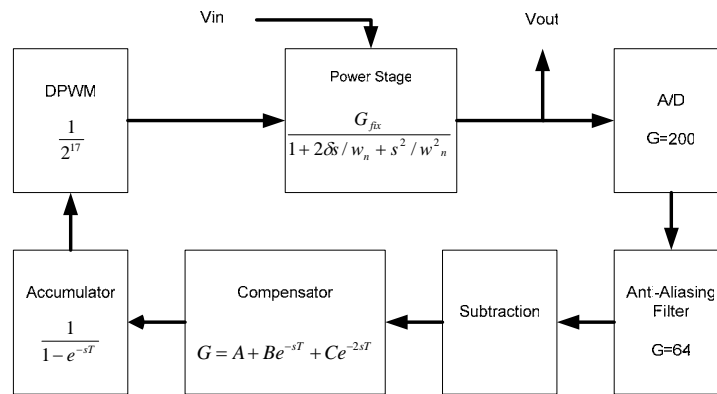 Vin
Vout
DPWM
1
2^17
Power Stage
G_fix
1 + 2δs / w_n + s^2 / w^2_n
A/D
G=200
Accumulator
1
1 − e^−sT
Compensator
G = A + Be^−sT + Ce^−2sT
Subtraction
Anti-Aliasing
Filter
G=64